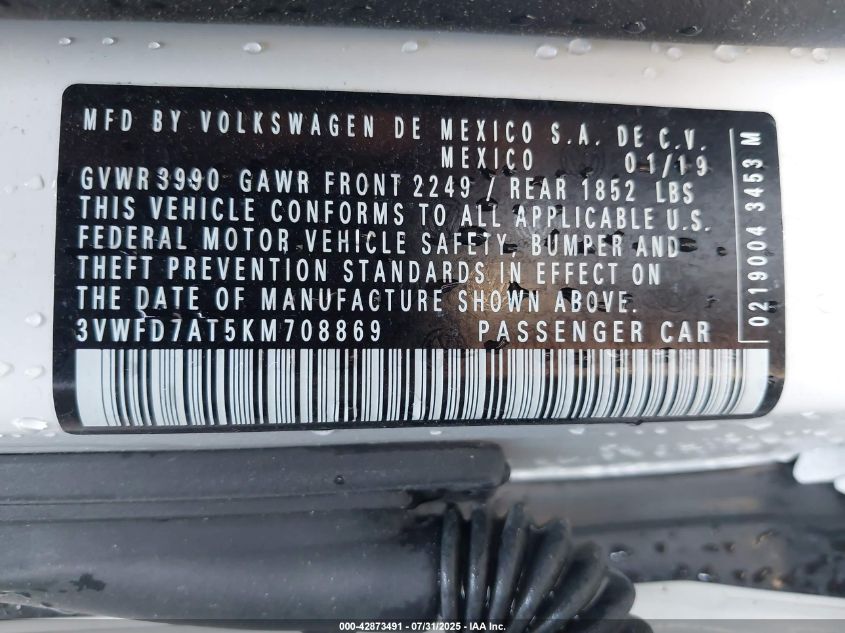 MFD BY VOLKSWAGEN DE MEXICO S.A. DE C.V.
MEXICO 01/19
GVWR3990 GAWR FRONT 2249 / REAR 1852 LBS
THIS VEHICLE CONFORMS TO ALL APPLICABLE U.S.
FEDERAL MOTOR VEHICLE SAFETY, BUMPER AND
THEFT PREVENTION STANDARDS IN EFFECT ON
THE DATE OF MANUFACTURE SHOWN ABOVE.
3VWFD7AT5KM708869 PASSENGER CAR
0219004 3453 M
000-42873491 - 07/31/2025 - IAA Inc.